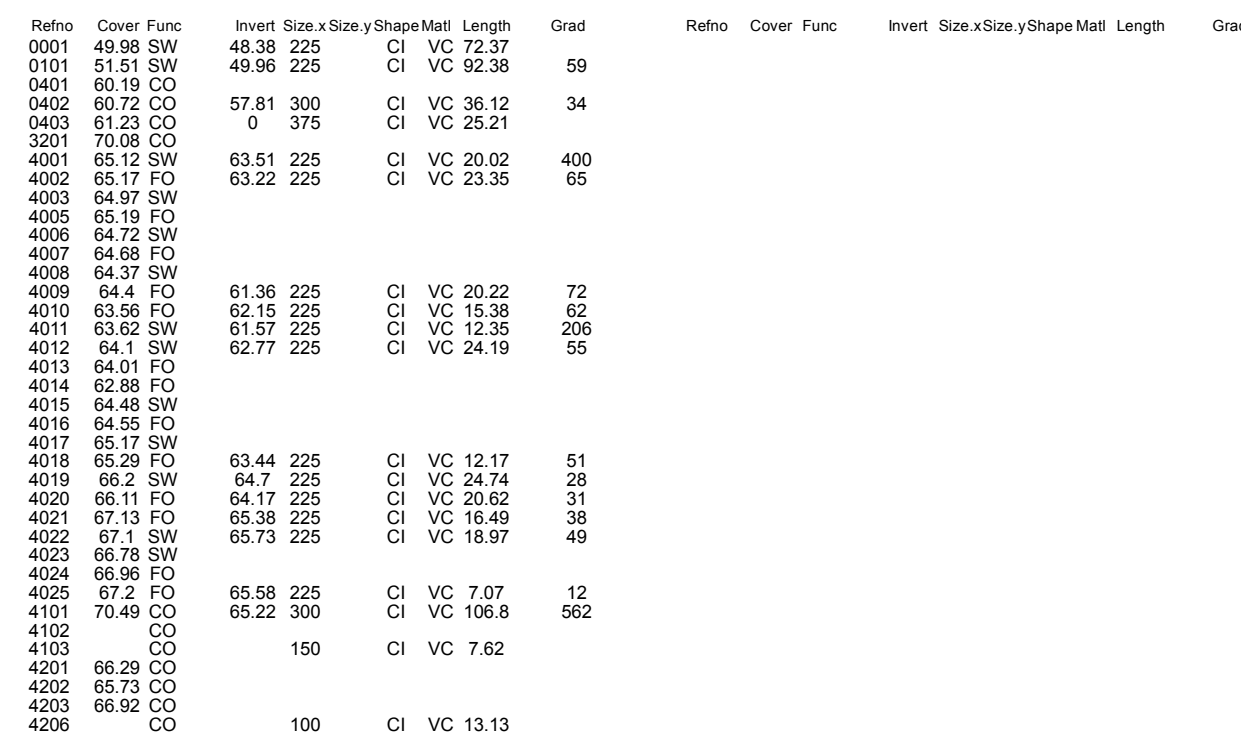 Refno Cover Func Invert Size.x Size.y Shape Matl Length Grad Refno Cover Func Invert Size.x Size.y Shape Matl Length Grad
0001 49.98 SW 48.38 225 CI VC 72.37
0101 51.51 SW 49.96 225 CI VC 92.38 59
0401 60.19 CO
0402 60.72 CO 57.81 300 CI VC 36.12 34
0403 61.23 CO 0 375 CI VC 25.21
3201 70.08 CO
4001 65.12 SW 63.51 225 CI VC 20.02 400
4002 65.17 FO 63.22 225 CI VC 23.35 65
4003 64.97 SW
4005 65.19 FO
4006 64.72 SW
4007 64.68 FO
4008 64.37 SW
4009 64.4 FO 61.36 225 CI VC 20.22 72
4010 63.56 FO 62.15 225 CI VC 15.38 62
4011 63.62 SW 61.57 225 CI VC 12.35 206
4012 64.1 SW 62.77 225 CI VC 24.19 55
4013 64.01 FO
4014 62.88 FO
4015 64.48 SW
4016 64.55 FO
4017 65.17 SW
4018 65.29 FO 63.44 225 CI VC 12.17 51
4019 66.2 SW 64.7 225 CI VC 24.74 28
4020 66.11 FO 64.17 225 CI VC 20.62 31
4021 67.13 FO 65.38 225 CI VC 16.49 38
4022 67.1 SW 65.73 225 CI VC 18.97 49
4023 66.78 SW
4024 66.96 FO
4025 67.2 FO 65.58 225 CI VC 7.07 12
4101 70.49 CO 65.22 300 CI VC 106.8 562
4102 CO
4103 CO 150 CI VC 7.62
4201 66.29 CO
4202 65.73 CO
4203 66.92 CO
4206 CO 100 CI VC 13.13